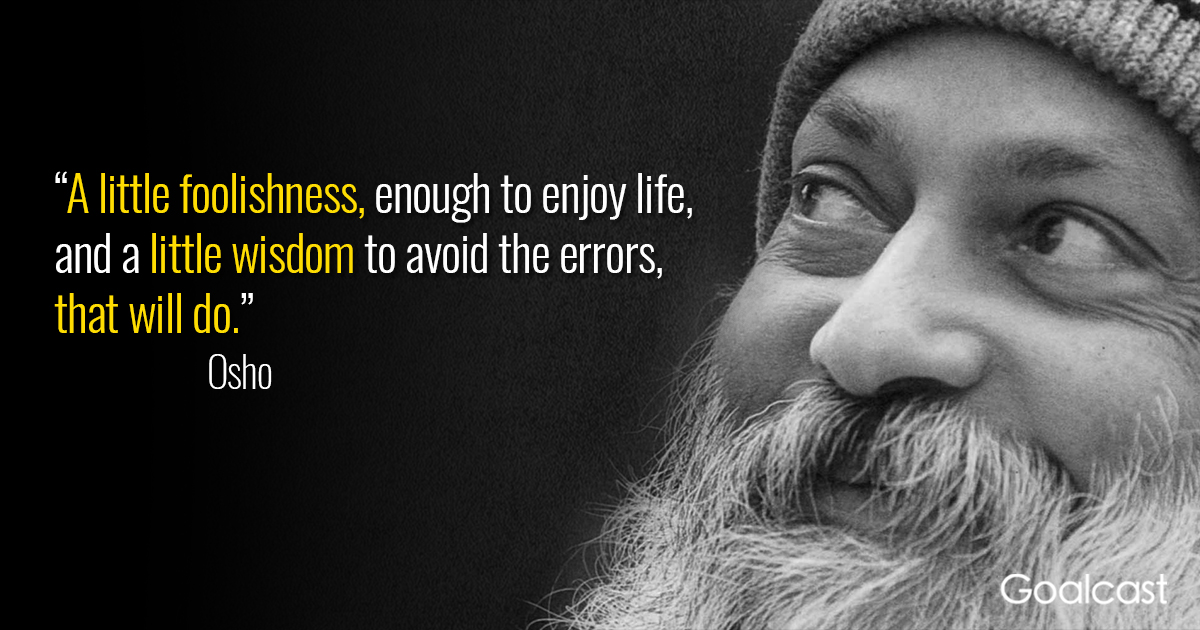 “A little foolishness, enough to enjoy life,
and a little wisdom to avoid the errors,
that will do.”
Osho
Goalcast